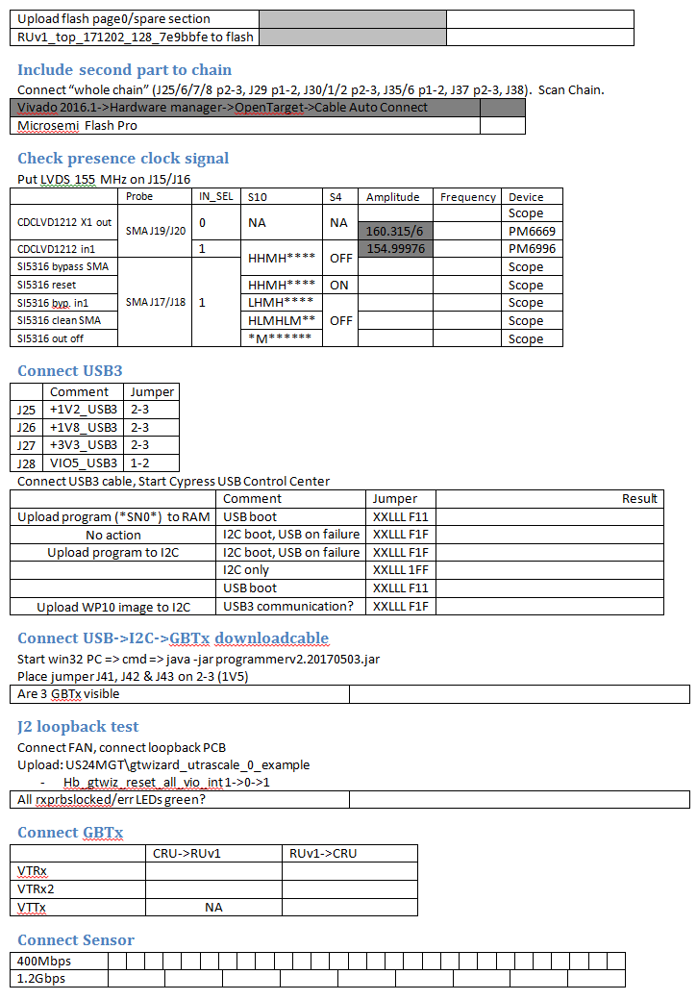 Upload flash page0/spare section
RUv1_top_171202_128_7e9bbfe to flash
Include second part to chain
Connect “whole chain” (J25/6/7/8 p2-3, J29 p1-2, J30/1/2 p2-3, J35/6 p1-2, J37 p2-3, J38). Scan Chain.
Vivado 2016.1->Hardware manager->OpenTarget->Cable Auto Connect
Microsemi Flash Pro
Check presence clock signal
Put LVDS 155 MHz on J15/J16
Probe IN_SEL S10 S4 Amplitude Frequency Device
CDCLVD1212 X1 out SMA J19/J20 0 NA NA Scope
160.315/6 PM6669
CDCLVD1212 in1 1 HHMH**** OFF 154.99976 PM6996
SI5316 bypass SMA SMA J17/J18 1 Scope
SI5316 reset HHMH**** ON Scope
SI5316 byp. in1 LHMH**** OFF Scope
SI5316 clean SMA HLMHLM** Scope
SI5316 out off *M****** Scope
Connect USB3
Comment Jumper
J25 +1V2_USB3 2-3
J26 +1V8_USB3 2-3
J27 +3V3_USB3 2-3
J28 VIO5_USB3 1-2
Connect USB3 cable, Start Cypress USB Control Center
Comment Jumper Result
Upload program (*SN0*) to RAM USB boot XXLLL F11
No action I2C boot, USB on failure XXLLL F1F
Upload program to I2C I2C boot, USB on failure XXLLL F1F
I2C only XXLLL 1FF
USB boot XXLLL F11
Upload WP10 image to I2C USB3 communication? XXLLL F1F
Connect USB->I2C->GBTx downloadcable
Start win32 PC => cmd => java -jar programmerv2.20170503.jar
Place jumper J41, J42 & J43 on 2-3 (1V5)
Are 3 GBTx visible
J2 loopback test
Connect FAN, connect loopback PCB
Upload: US24MGT\gtwizard_utrascale_0_example
- Hb_gtwiz_reset_all_vio_int 1->0->1
All rxprbslocked/err LEDs green?
Connect GBTx
CRU->RUv1 RUv1->CRU
VTRx
VTRx2
VTTx NA
Connect Sensor
400Mbps
1.2Gbps